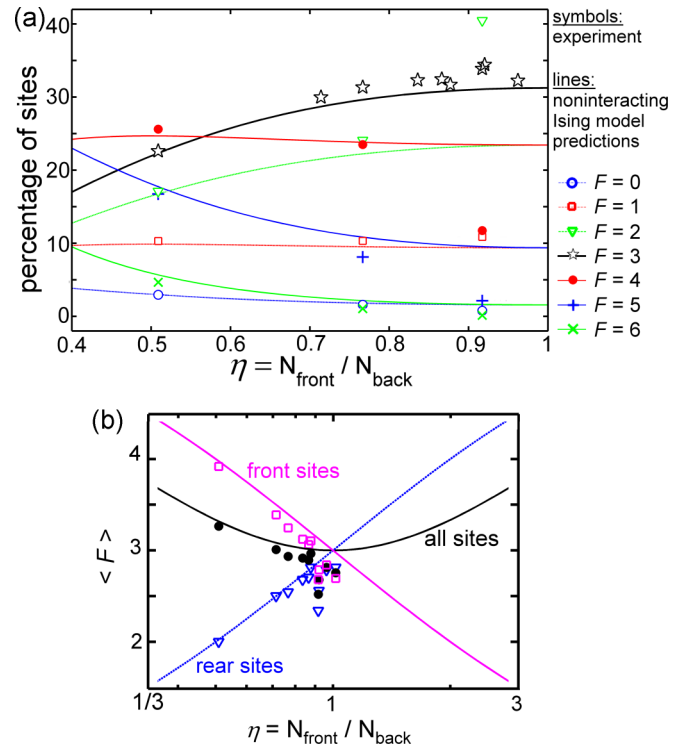 (a)
40
30
20
10
0
percentage of sites
0.4 0.5 0.6 0.7 0.8 0.9 1
η = N_front / N_back
symbols:
experiment
lines:
noninteracting
Ising model
predictions
F = 0
F = 1
F = 2
F = 3
F = 4
F = 5
F = 6
(b)
4
3
2
< F >
front sites
all sites
rear sites
1/3 1 3
η = N_front / N_back